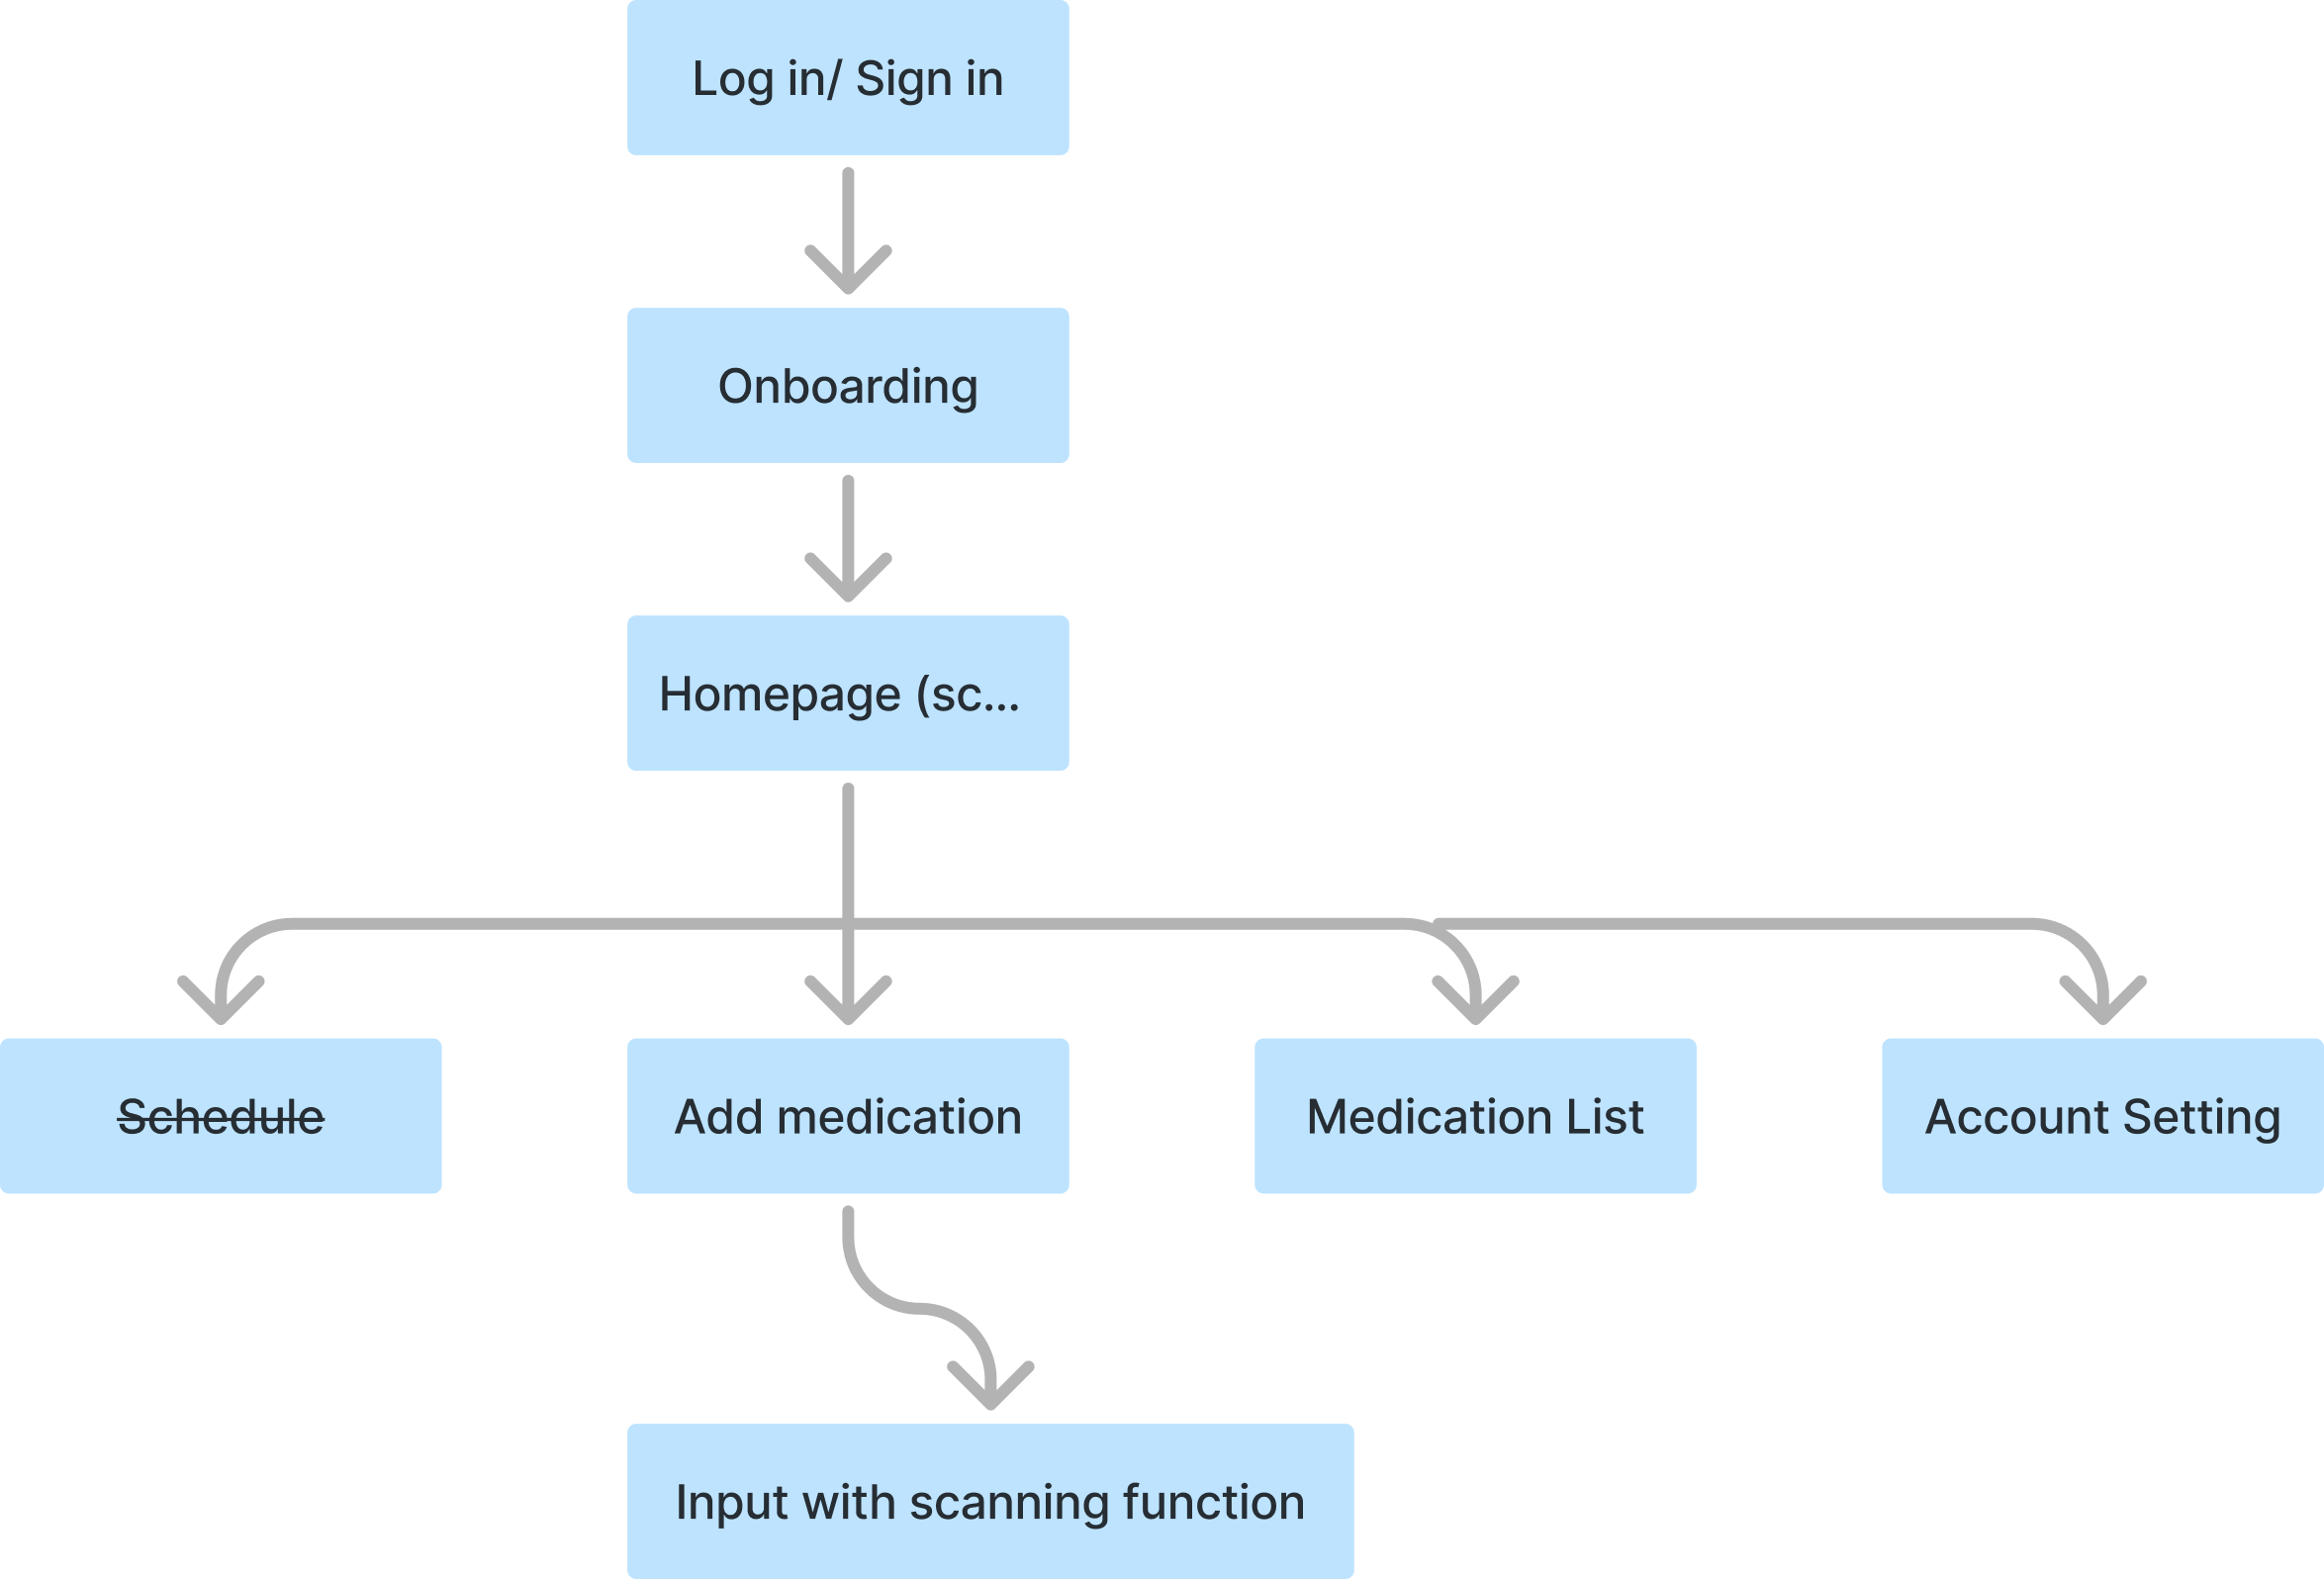 Log in/ Sign in
Onboarding
Homepage (sc...
Schedule
Add medication
Medication List
Account Setting
Input with scanning function